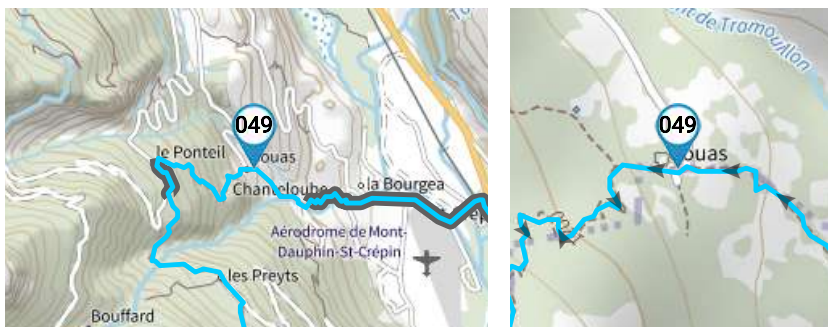 049
le Ponteil
ouas
Chanteloube
la Bourgea
Aérodrome de Mont-
Dauphin-St-Crépin
les Preyts
Bouffard
nt de Tramouillon
049
ouas